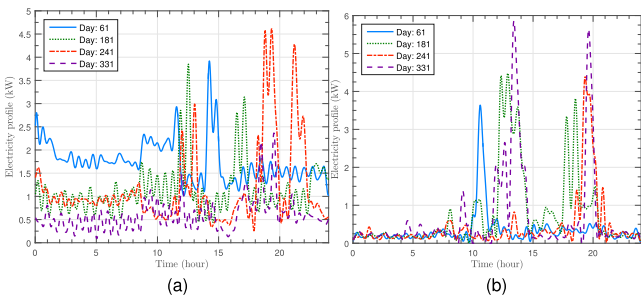 5
4.5
4
3.5
3
2.5
2
1.5
1
0.5
0
Electricity profile (kW)
Day: 61
Day: 181
Day: 241
Day: 331
0 5 10 15 20
Time (hour)
(a)
6
5
4
3
2
1
0
Electricity profile (kW)
Day: 61
Day: 181
Day: 241
Day: 331
0 5 10 15 20
Time (hour)
(b)